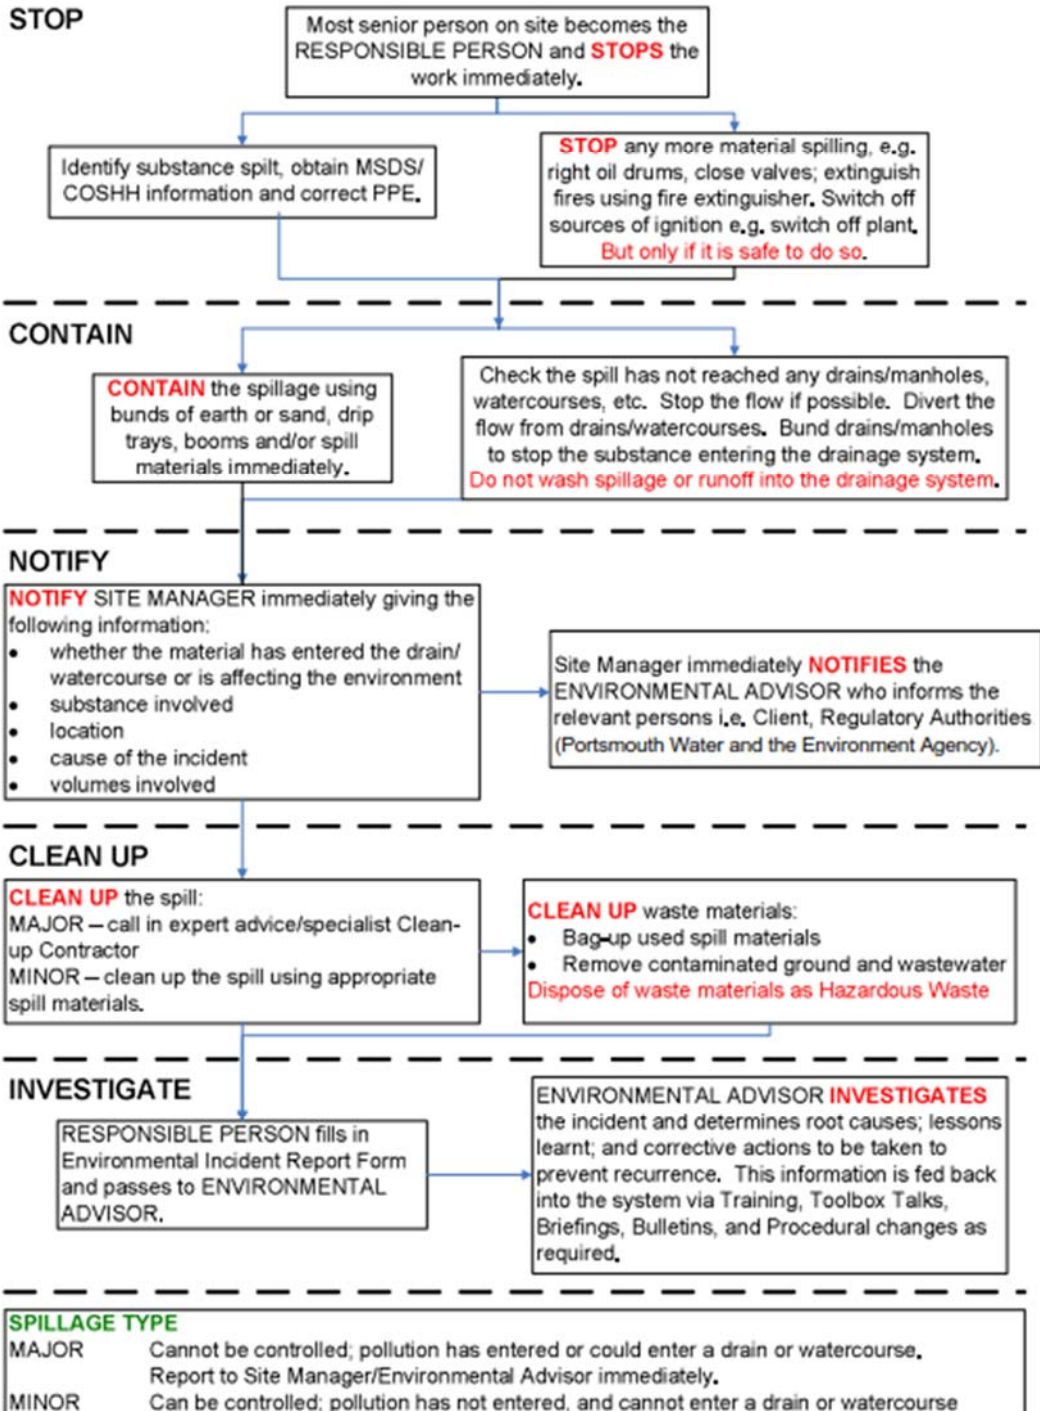 STOP
Most senior person on site becomes the
RESPONSIBLE PERSON and STOPS the
work immediately.
Identify substance spilt, obtain MSDS/
COSHH information and correct PPE.
STOP any more material spilling, e.g.
right oil drums, close valves; extinguish
fires using fire extinguisher. Switch off
sources of ignition e.g. switch off plant.
But only if it is safe to do so.
CONTAIN
CONTAIN the spillage using
bunds of earth or sand, drip
trays, booms and/or spill
materials immediately.
Check the spill has not reached any drains/manholes,
watercourses, etc. Stop the flow if possible. Divert the
flow from drains/watercourses. Bund drains/manholes
to stop the substance entering the drainage system.
Do not wash spillage or runoff into the drainage system.
NOTIFY
NOTIFY SITE MANAGER immediately giving the
following information:
• whether the material has entered the drain/
watercourse or is affecting the environment
• substance involved
• location
• cause of the incident
• volumes involved
Site Manager immediately NOTIFIES the
ENVIRONMENTAL ADVISOR who informs the
relevant persons i.e. Client, Regulatory Authorities
(Portsmouth Water and the Environment Agency).
CLEAN UP
CLEAN UP the spill:
MAJOR – call in expert advice/specialist Clean-
up Contractor
MINOR – clean up the spill using appropriate
spill materials.
CLEAN UP waste materials:
• Bag-up used spill materials
• Remove contaminated ground and wastewater
Dispose of waste materials as Hazardous Waste
INVESTIGATE
RESPONSIBLE PERSON fills in
Environmental Incident Report Form
and passes to ENVIRONMENTAL
ADVISOR.
ENVIRONMENTAL ADVISOR INVESTIGATES
the incident and determines root causes; lessons
learnt; and corrective actions to be taken to
prevent recurrence. This information is fed back
into the system via Training, Toolbox Talks,
Briefings, Bulletins, and Procedural changes as
required.
SPILLAGE TYPE
MAJOR Cannot be controlled; pollution has entered or could enter a drain or watercourse.
Report to Site Manager/Environmental Advisor immediately.
MINOR Can be controlled; pollution has not entered, and cannot enter a drain or watercourse